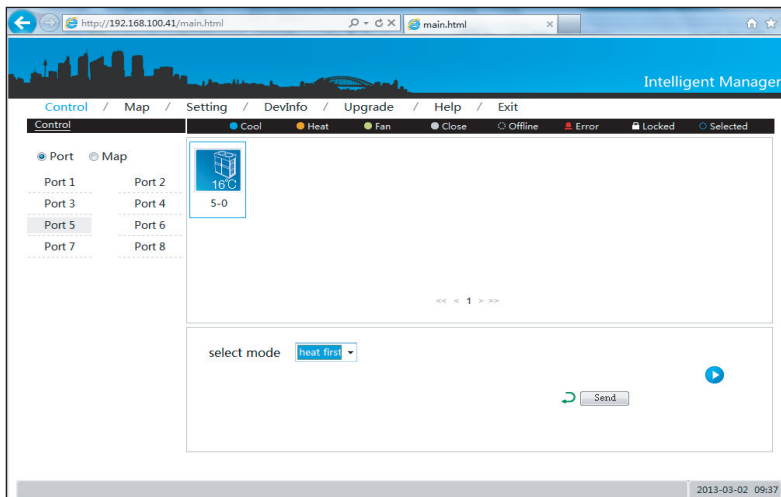 http://192.168.100.41/main.html
main.html
Intelligent Manager
Control / Map / Setting / DevInfo / Upgrade / Help / Exit
Control
Cool Heat Fan Close Offline Error Locked Selected
Port Map
Port 1 Port 2
Port 3 Port 4
Port 5 Port 6
Port 7 Port 8
16°C
5-0
<< < 1 > >>
select mode heat first
Send
2013-03-02 09:37